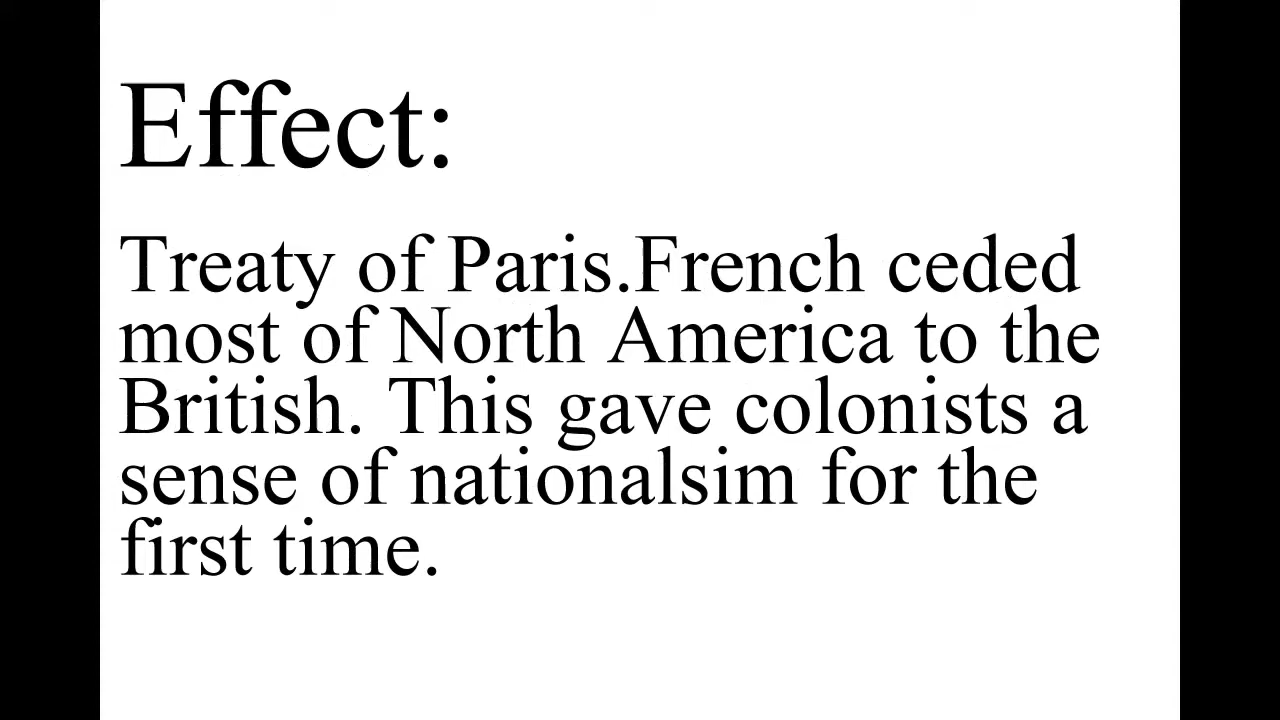 Effect:
Treaty of Paris.French ceded
most of North America to the
British. This gave colonists a
sense of nationalsim for the
first time.